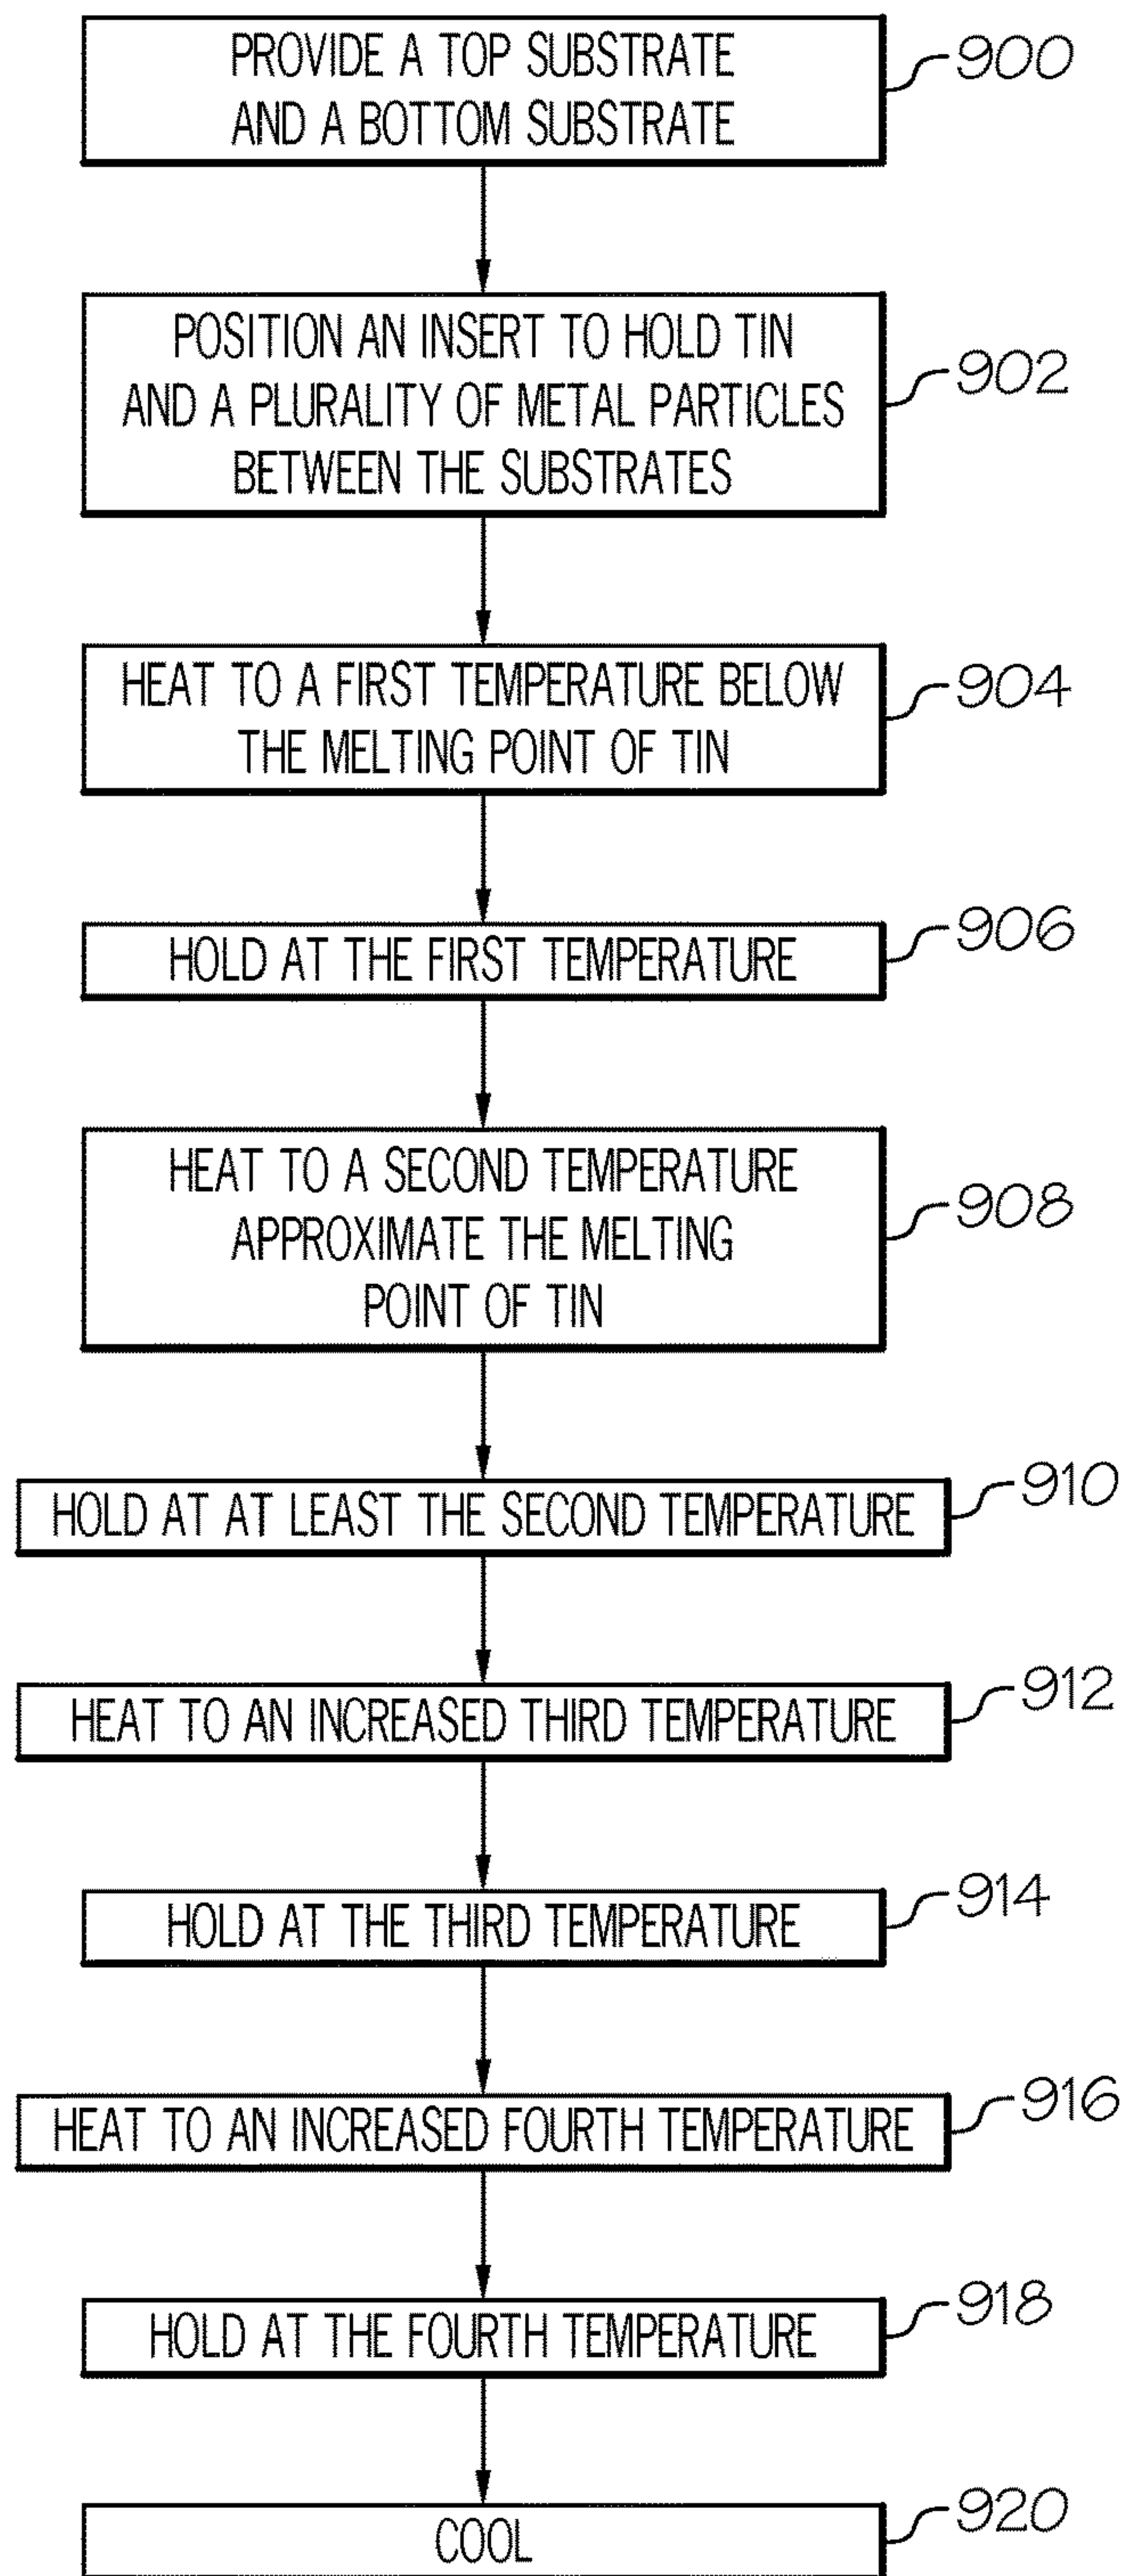 PROVIDE A TOP SUBSTRATE
AND A BOTTOM SUBSTRATE
900
POSITION AN INSERT TO HOLD TIN
AND A PLURALITY OF METAL PARTICLES
BETWEEN THE SUBSTRATES
902
HEAT TO A FIRST TEMPERATURE BELOW
THE MELTING POINT OF TIN
904
HOLD AT THE FIRST TEMPERATURE
906
HEAT TO A SECOND TEMPERATURE
APPROXIMATE THE MELTING
POINT OF TIN
908
HOLD AT AT LEAST THE SECOND TEMPERATURE
910
HEAT TO AN INCREASED THIRD TEMPERATURE
912
HOLD AT THE THIRD TEMPERATURE
914
HEAT TO AN INCREASED FOURTH TEMPERATURE
916
HOLD AT THE FOURTH TEMPERATURE
918
COOL
920